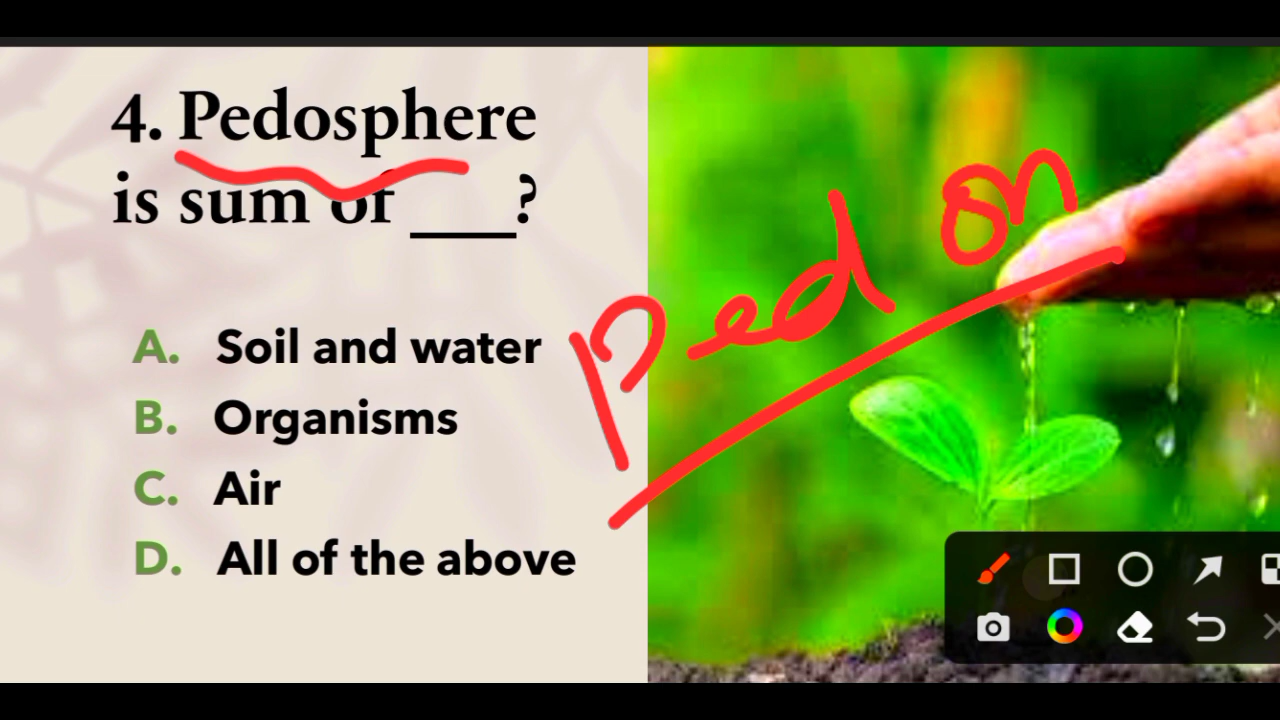 4. Pedosphere
is sum of ___?
A. Soil and water
B. Organisms
C. Air
D. All of the above
Ped on